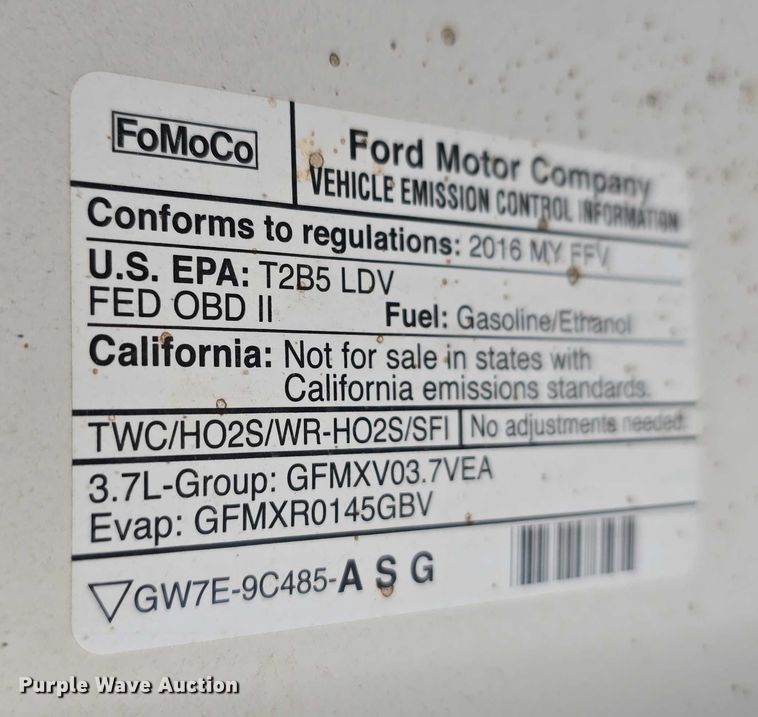 FoMoCo
Ford Motor Company
VEHICLE EMISSION CONTROL INFORMATION
Conforms to regulations: 2016 MY FFV
U.S. EPA: T2B5 LDV
FED OBD II Fuel: Gasoline/Ethanol
California: Not for sale in states with
California emissions standards.
TWC/HO2S/WR-HO2S/SFI No adjustments needed.
3.7L-Group: GFMXV03.7VEA
Evap: GFMXR0145GBV
GW7E-9C485-A S G
Purple Wave Auction